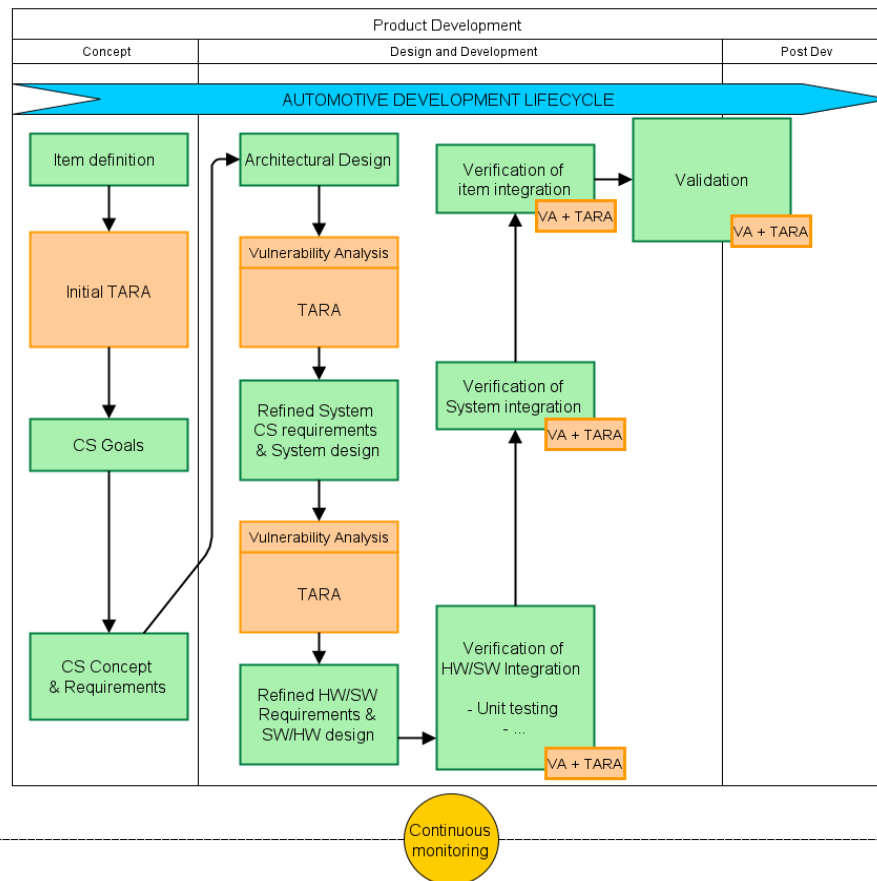 Product Development
Concept
Design and Development
Post Dev
AUTOMOTIVE DEVELOPMENT LIFECYCLE
Item definition
Initial TARA
CS Goals
CS Concept
& Requirements
Architectural Design
Vulnerability Analysis
TARA
Refined System
CS requirements
& System design
Vulnerability Analysis
TARA
Refined HW/SW
Requirements &
SW/HW design
Verification of
HW/SW Integration
- Unit testing
- ...
VA + TARA
Verification of
System integration
VA + TARA
Verification of
item integration
VA + TARA
Validation
VA + TARA
Continuous
monitoring